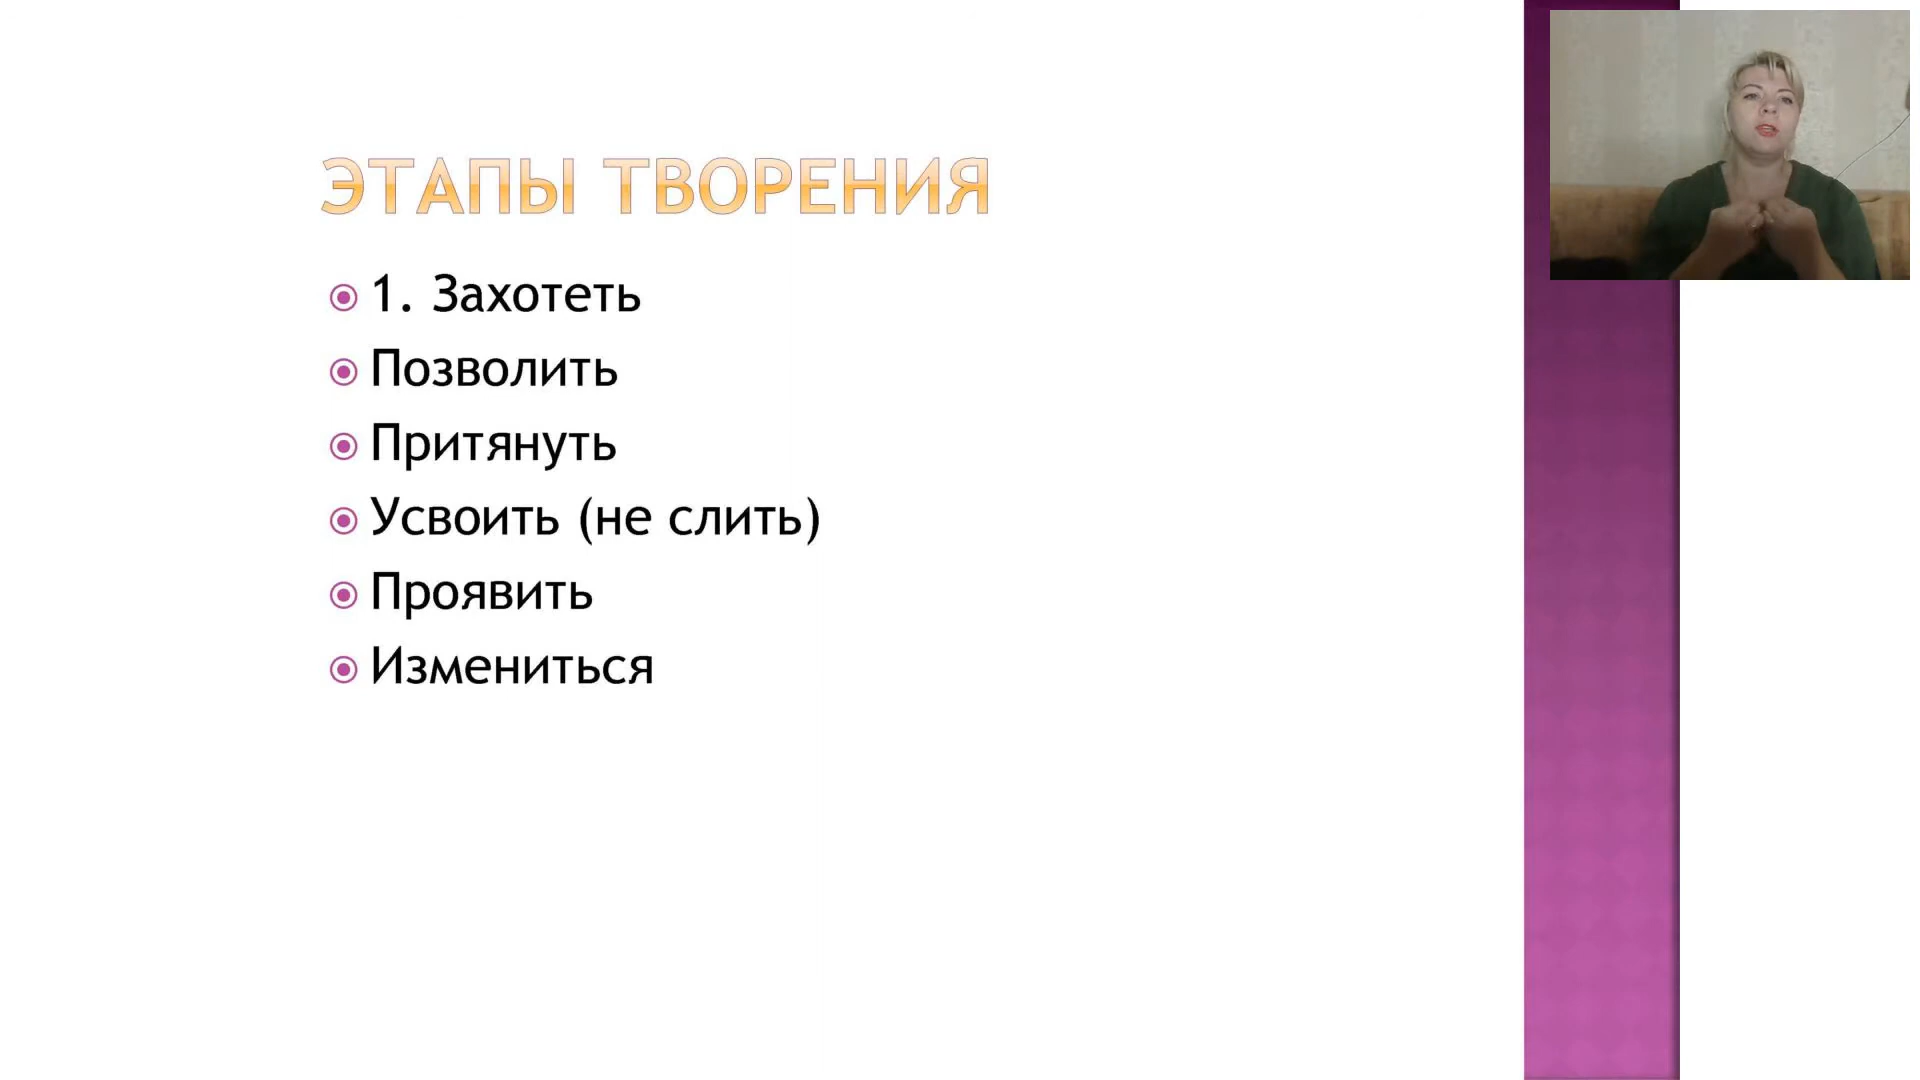 ЭТАПЫ ТВОРЕНИЯ
1. Захотеть
Позволить
Притянуть
Усвоить (не слить)
Проявить
Измениться